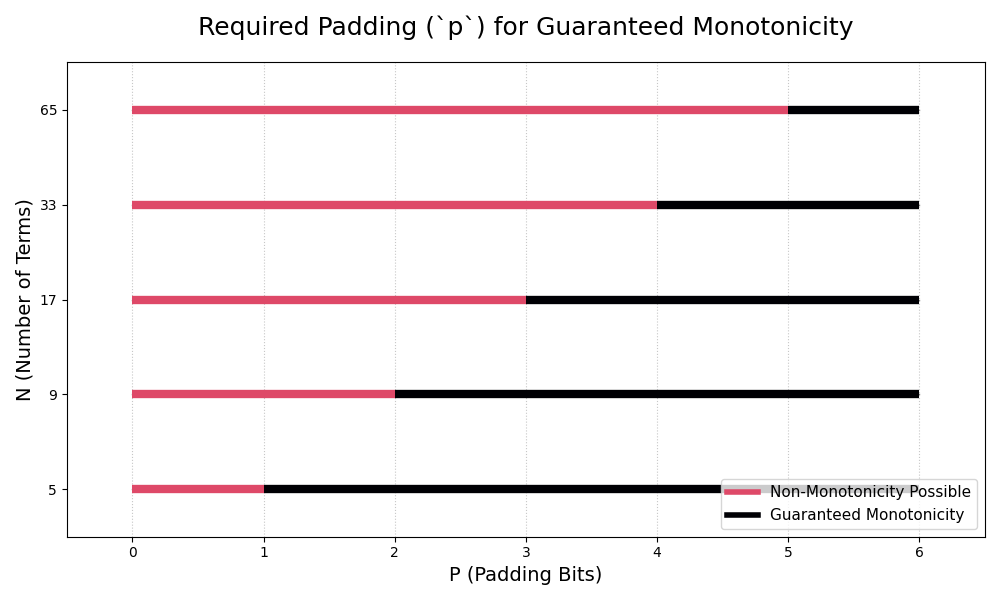 Required Padding (`p`) for Guaranteed Monotonicity
N (Number of Terms)
65
33
17
9
5
Non-Monotonicity Possible
Guaranteed Monotonicity
0 1 2 3 4 5 6
P (Padding Bits)